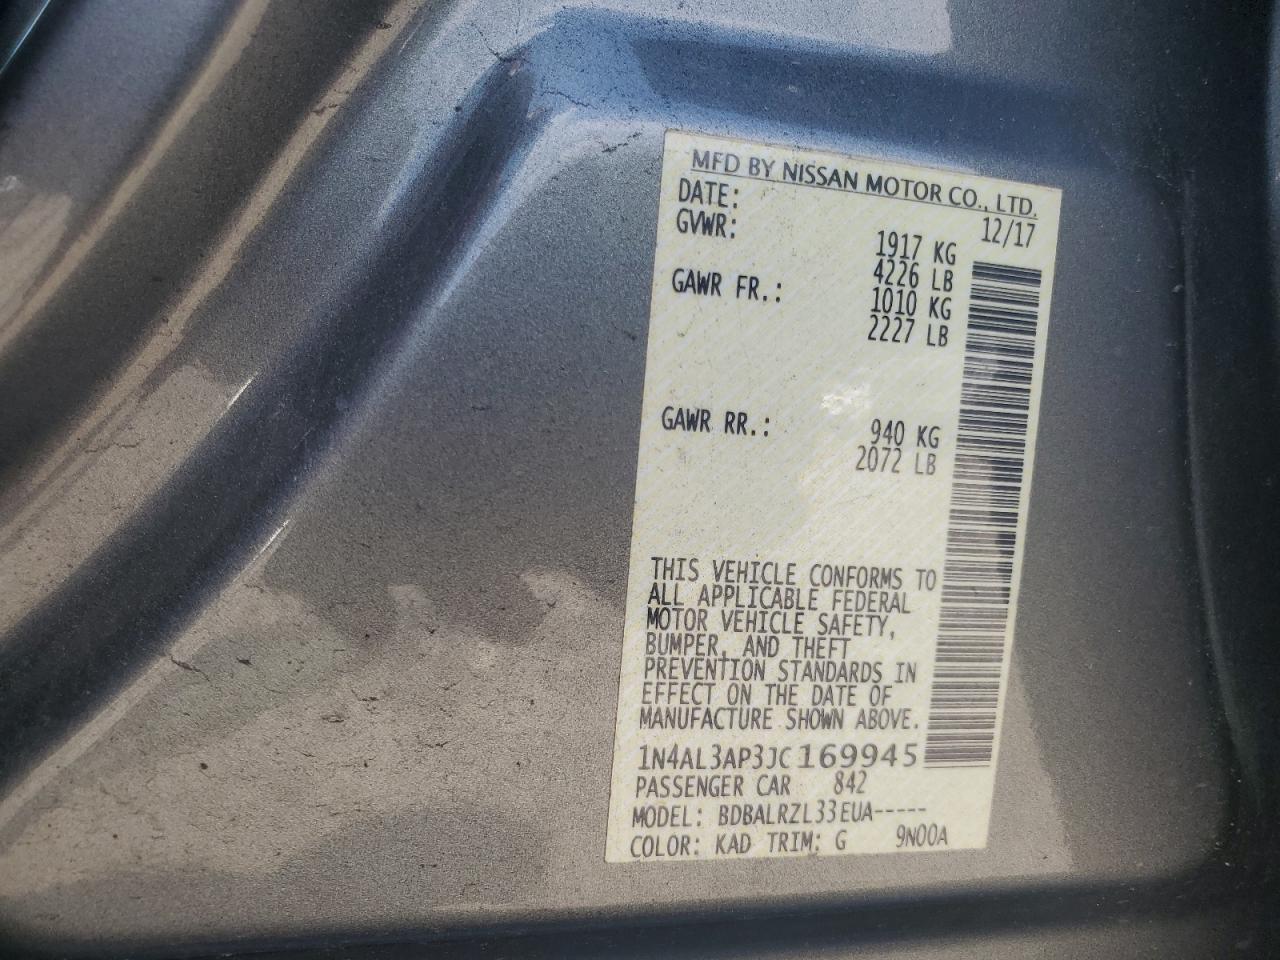 MFD BY NISSAN MOTOR CO., LTD.
DATE: 12/17
GVWR: 1917 KG
4226 LB
GAWR FR.: 1010 KG
2227 LB
GAWR RR.: 940 KG
2072 LB
THIS VEHICLE CONFORMS TO
ALL APPLICABLE FEDERAL
MOTOR VEHICLE SAFETY,
BUMPER, AND THEFT
PREVENTION STANDARDS IN
EFFECT ON THE DATE OF
MANUFACTURE SHOWN ABOVE.
1N4AL3AP3JC169945
PASSENGER CAR 842
MODEL: BDBALRZL33EUA-----
COLOR: KAD TRIM: G 9N00A